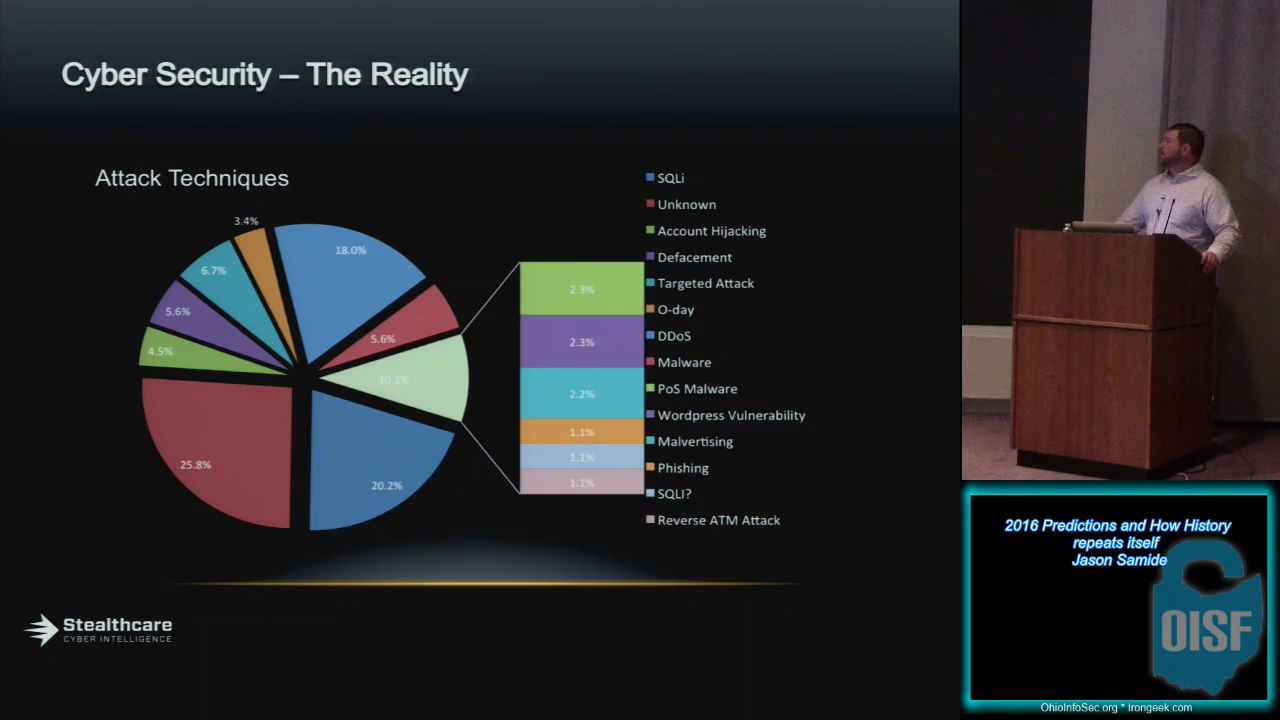 Cyber Security – The Reality
Attack Techniques
3.4%
18.0%
6.7%
5.6%
5.6%
4.5%
10.1%
25.8%
20.2%
2.3%
2.3%
2.2%
1.1%
1.1%
1.1%
SQLi
Unknown
Account Hijacking
Defacement
Targeted Attack
O-day
DDoS
Malware
PoS Malware
Wordpress Vulnerability
Malvertising
Phishing
SQLI?
Reverse ATM Attack
Stealthcare
CYBER INTELLIGENCE
2016 Predictions and How History
repeats itself
Jason Samide
OISF
OhioInfoSec.org * Irongeek.com